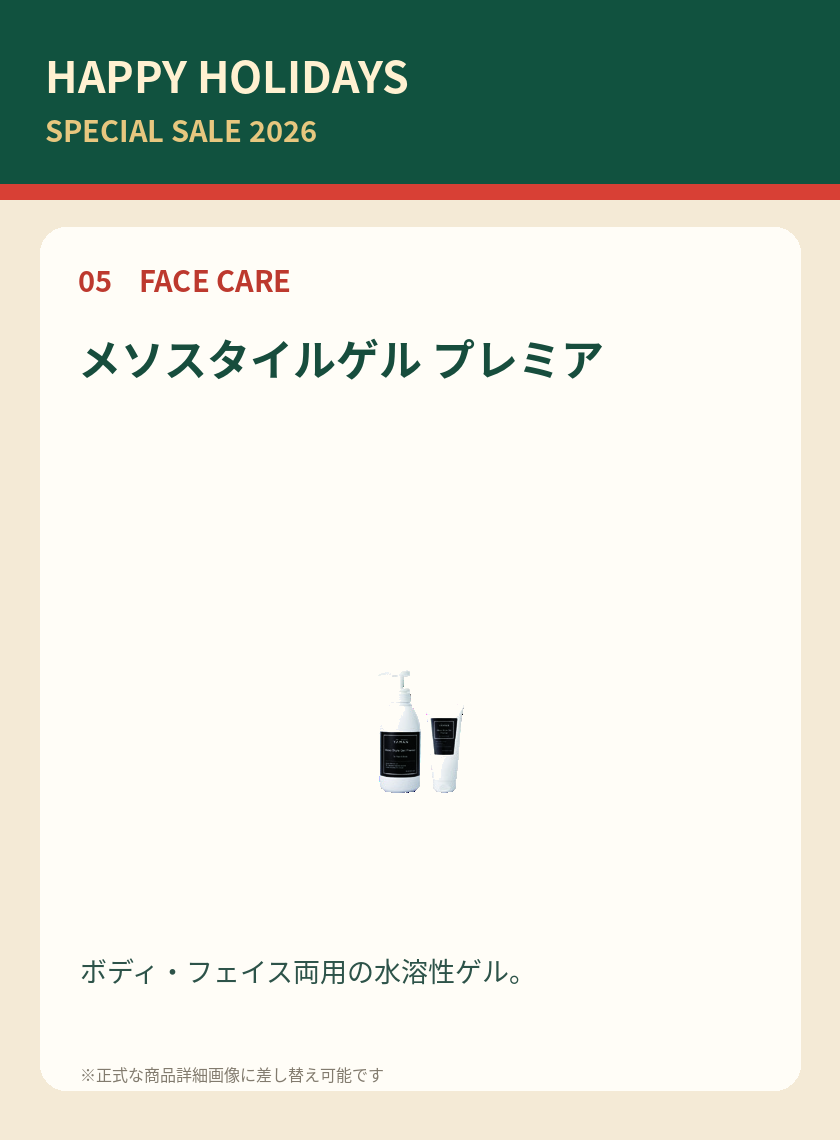 HAPPY HOLIDAYS
SPECIAL SALE 2026
05 FACE CARE
メソスタイルゲル プレミア
ボディ・フェイス両用の水溶性ゲル。
※正式な商品詳細画像に差し替え可能です